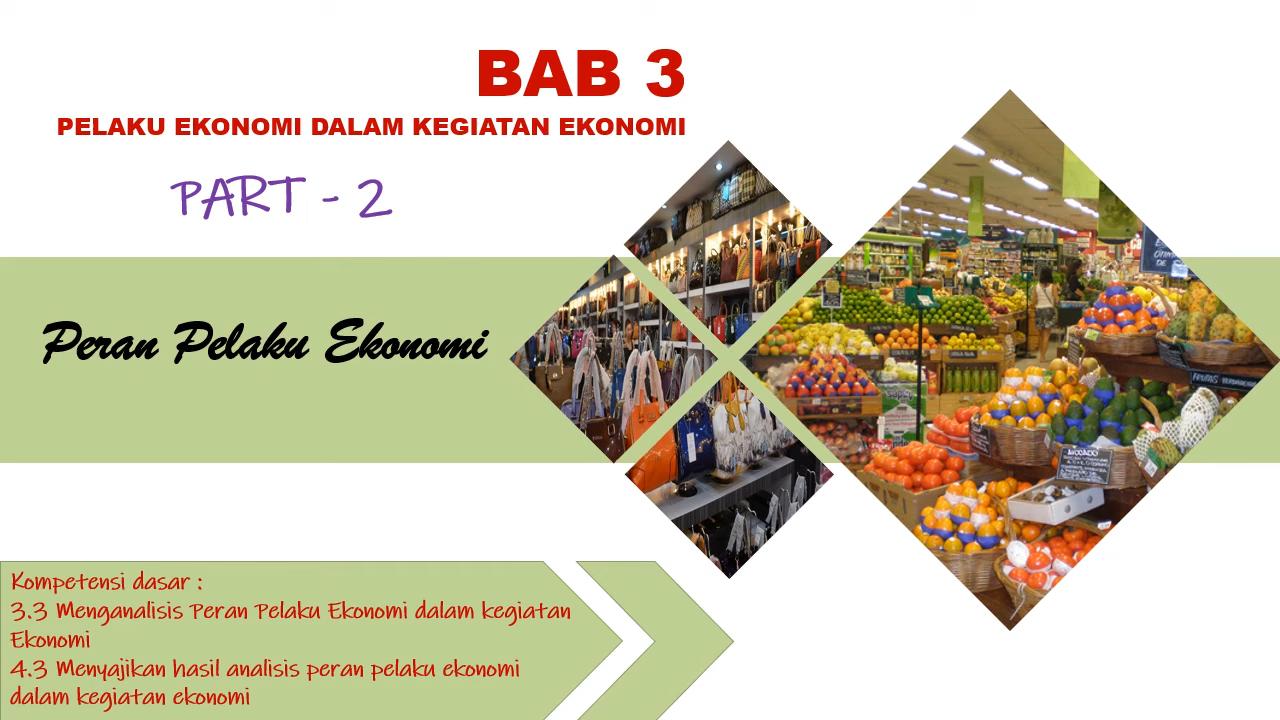 BAB 3
PELAKU EKONOMI DALAM KEGIATAN EKONOMI
PART - 2
Peran Pelaku Ekonomi
AVOCADO
Kompetensi dasar :
3.3 Menganalisis Peran Pelaku Ekonomi dalam kegiatan
Ekonomi
4.3 Menyajikan hasil analisis peran pelaku ekonomi
dalam kegiatan ekonomi